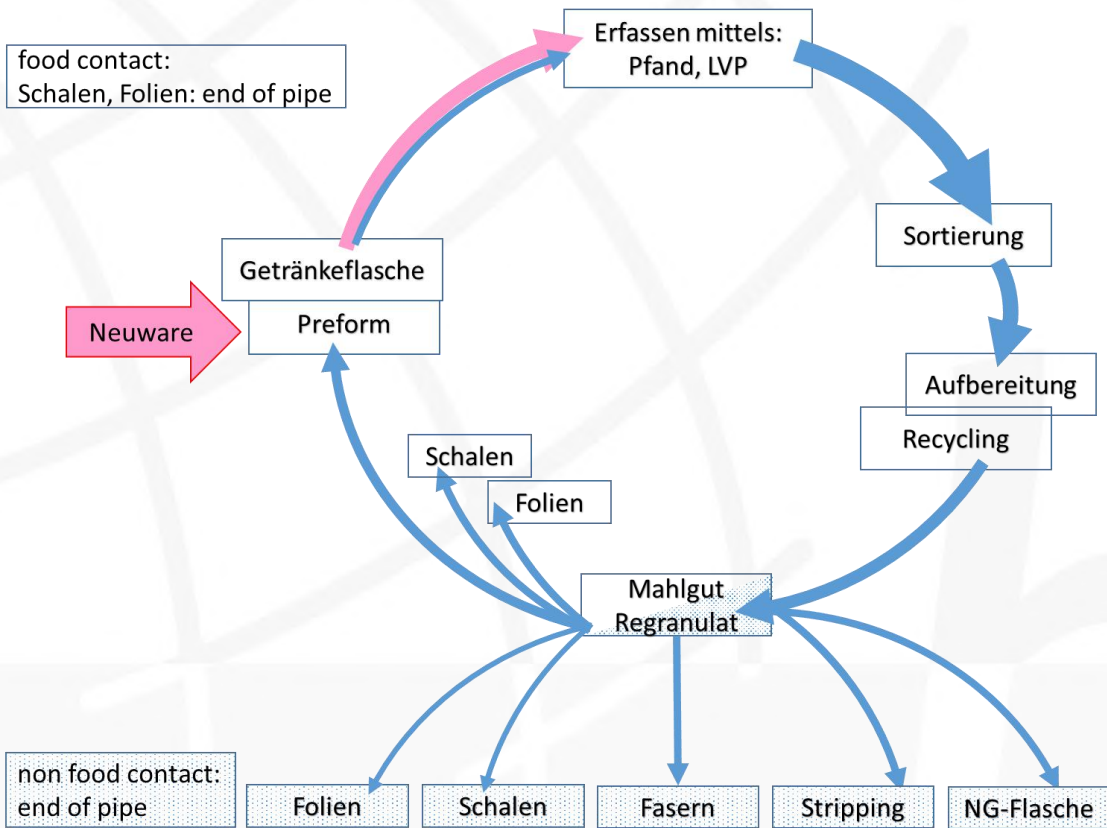 food contact:
Schalen, Folien: end of pipe
Erfassen mittels:
Pfand, LVP
Sortierung
Getränkeflasche
Neuware
Preform
Aufbereitung
Recycling
Schalen
Folien
Mahlgut
Regranulat
non food contact:
end of pipe
Folien
Schalen
Fasern
Stripping
NG-Flasche